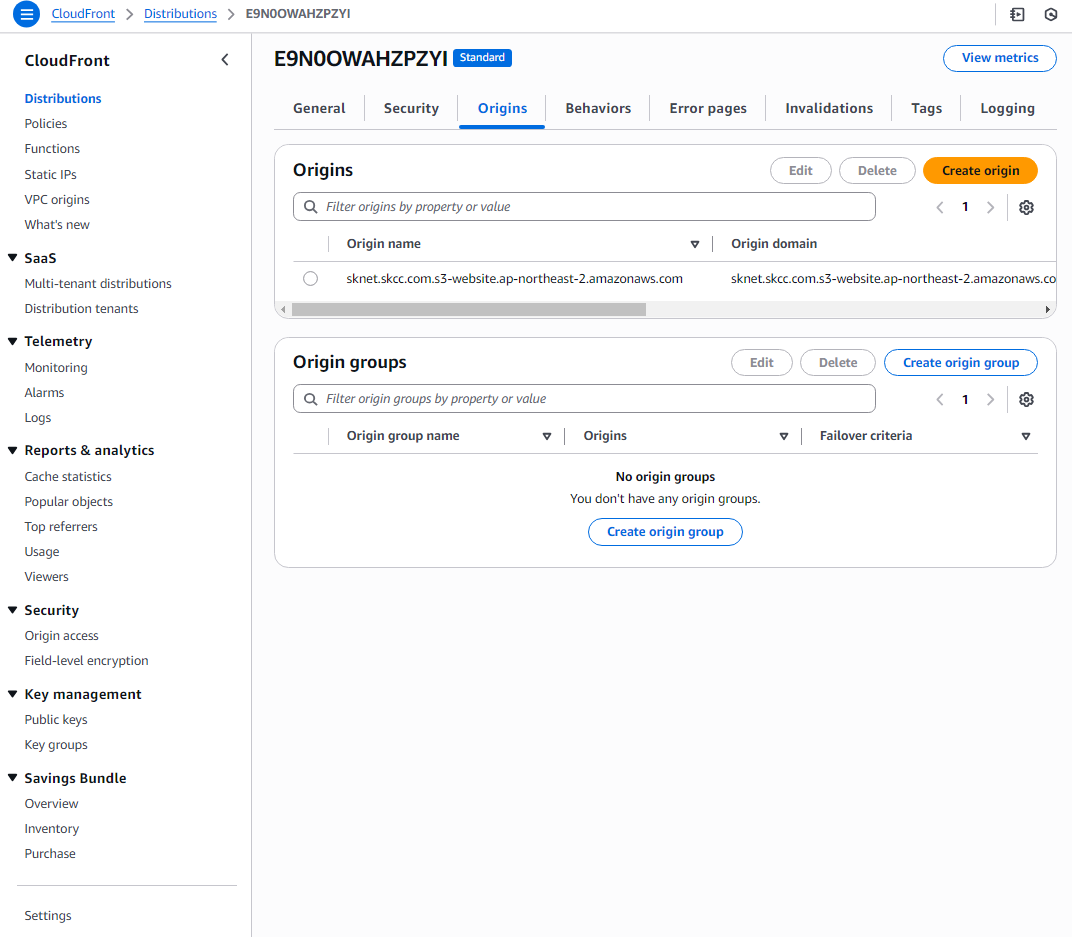 CloudFront > Distributions > E9N0OWAHZPZYI
CloudFront
Distributions
Policies
Functions
Static IPs
VPC origins
What's new
SaaS
Multi-tenant distributions
Distribution tenants
Telemetry
Monitoring
Alarms
Logs
Reports & analytics
Cache statistics
Popular objects
Top referrers
Usage
Viewers
Security
Origin access
Field-level encryption
Key management
Public keys
Key groups
Savings Bundle
Overview
Inventory
Purchase
Settings
E9N0OWAHZPZYI Standard View metrics
General Security Origins Behaviors Error pages Invalidations Tags Logging
Origins Edit Delete Create origin
Filter origins by property or value 1
Origin name Origin domain
sknet.skcc.com.s3-website.ap-northeast-2.amazonaws.com sknet.skcc.com.s3-website.ap-northeast-2.amazonaws.co
Origin groups Edit Delete Create origin group
Filter origin groups by property or value 1
Origin group name Origins Failover criteria
No origin groups
You don't have any origin groups.
Create origin group